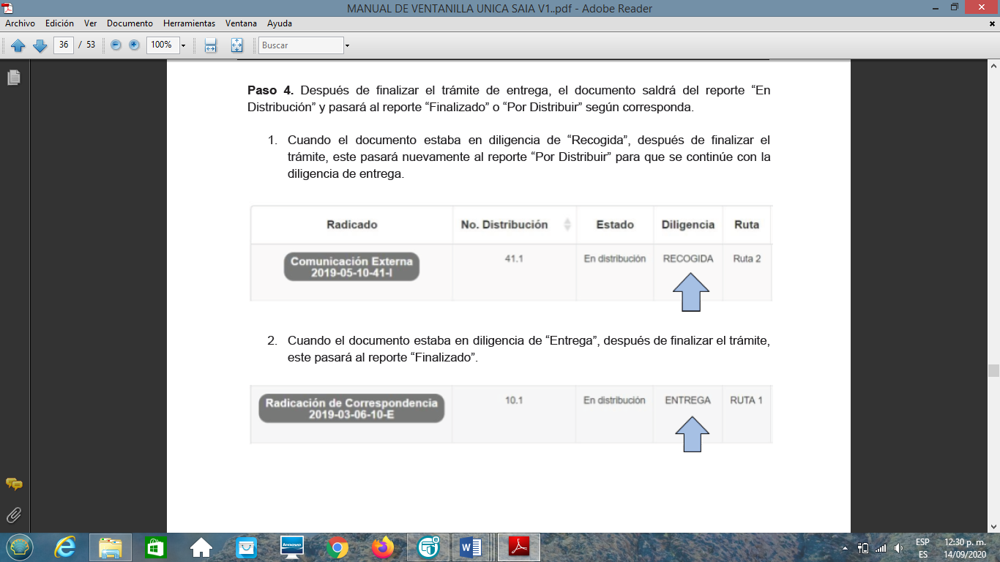 MANUAL DE VENTANILLA UNICA SAIA V1..pdf - Adobe Reader
Archivo Edición Ver Documento Herramientas Ventana Ayuda
36 / 53 100% Buscar
Paso 4. Después de finalizar el trámite de entrega, el documento saldrá del reporte “En
Distribución” y pasará al reporte “Finalizado” o “Por Distribuir” según corresponda.
1. Cuando el documento estaba en diligencia de “Recogida”, después de finalizar el
trámite, este pasará nuevamente al reporte “Por Distribuir” para que se continúe con la
diligencia de entrega.
Radicado No. Distribución Estado Diligencia Ruta
Comunicación Externa 41.1 En distribución RECOGIDA Ruta 2
2019-05-10-41-I
2. Cuando el documento estaba en diligencia de “Entrega”, después de finalizar el trámite,
este pasará al reporte “Finalizado”.
Radicación de Correspondencia 10.1 En distribución ENTREGA RUTA 1
2019-03-06-10-E
lenovo
ESP 12:30 p. m.
ES 14/09/2020